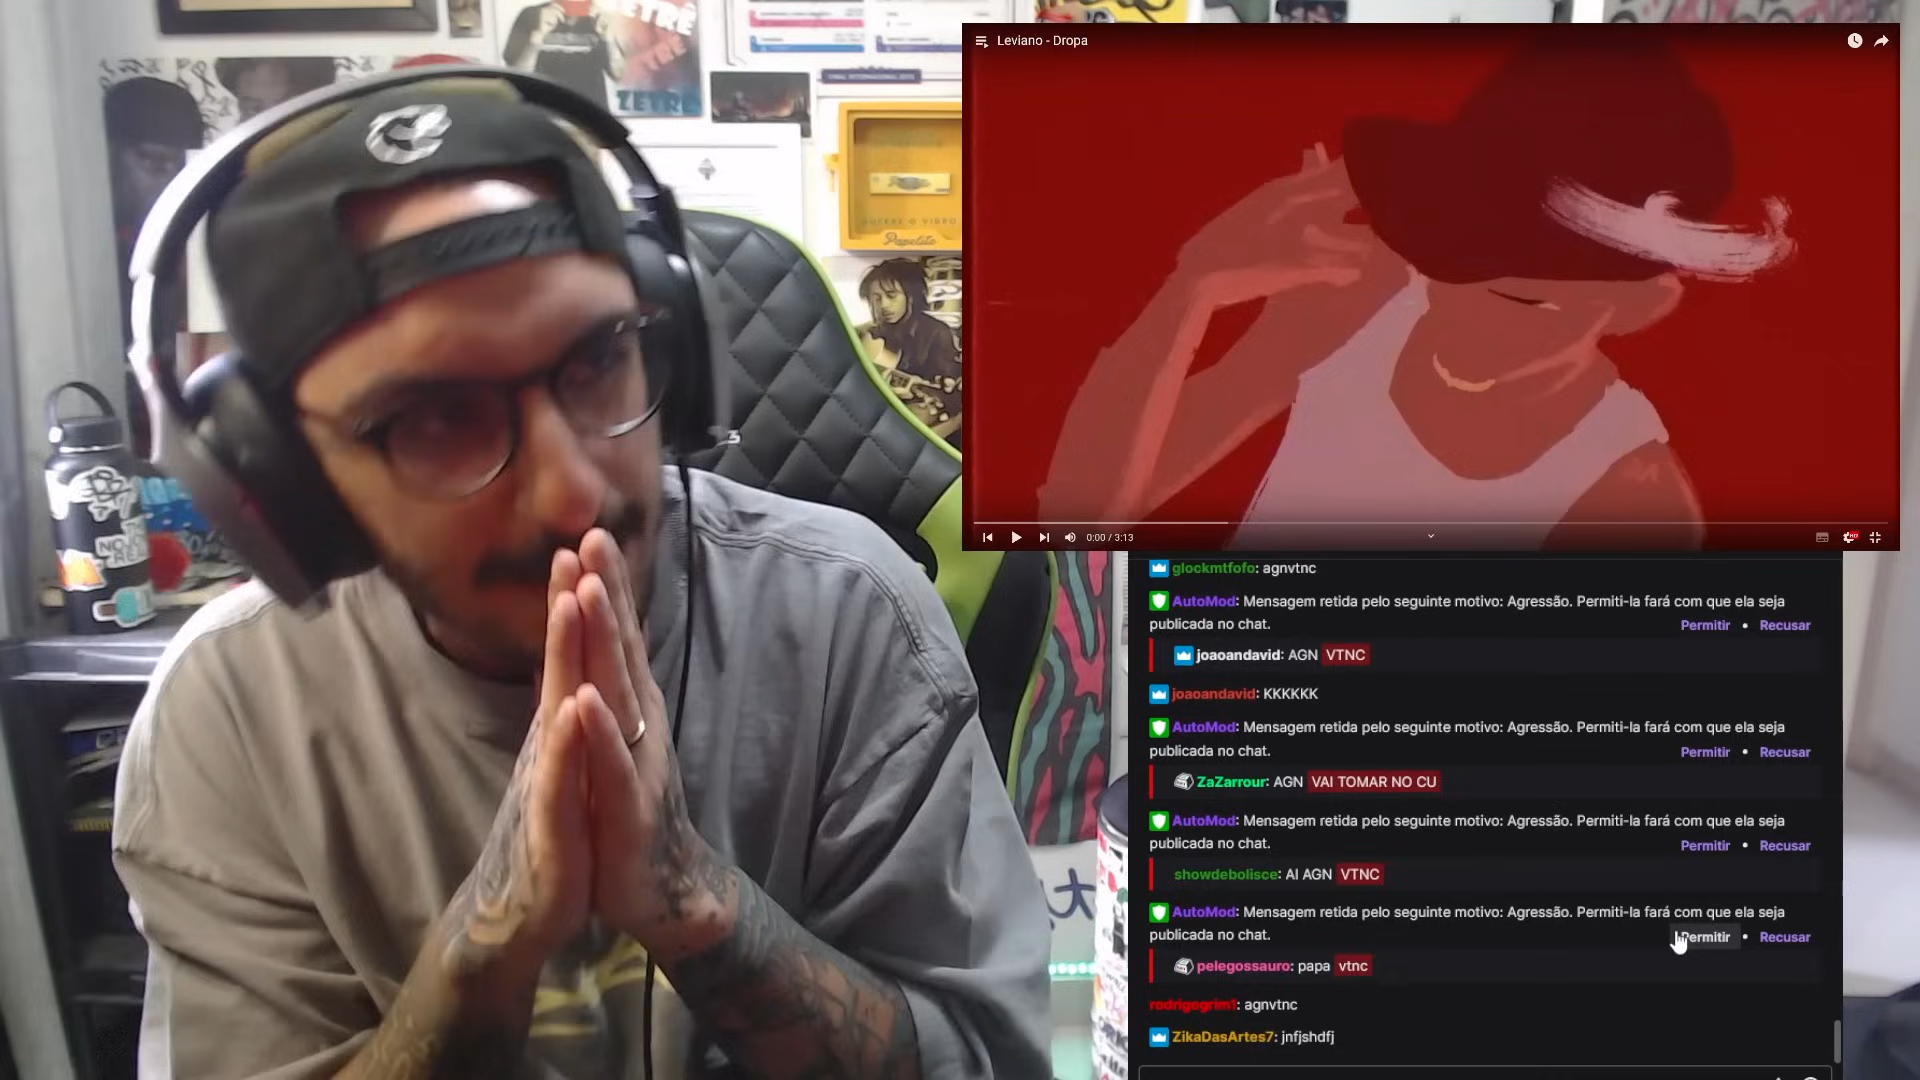 ZETRÊ
Papelito
Leviano - Dropa
0:00 / 3:13
glockmtfofo: agnvtnc
AutoMod: Mensagem retida pelo seguinte motivo: Agressão. Permiti-la fará com que ela seja
publicada no chat.
Permitir • Recusar
joaoandavid: AGN VTNC
joaoandavid: KKKKKK
AutoMod: Mensagem retida pelo seguinte motivo: Agressão. Permiti-la fará com que ela seja
publicada no chat.
Permitir • Recusar
ZaZarrour: AGN VAI TOMAR NO CU
AutoMod: Mensagem retida pelo seguinte motivo: Agressão. Permiti-la fará com que ela seja
publicada no chat.
Permitir • Recusar
showdebolisce: AI AGN VTNC
AutoMod: Mensagem retida pelo seguinte motivo: Agressão. Permiti-la fará com que ela seja
publicada no chat.
Permitir • Recusar
pelegossauro: papa vtnc
rodrigogrim1: agnvtnc
ZikaDasArtes7: jnfjshdfj